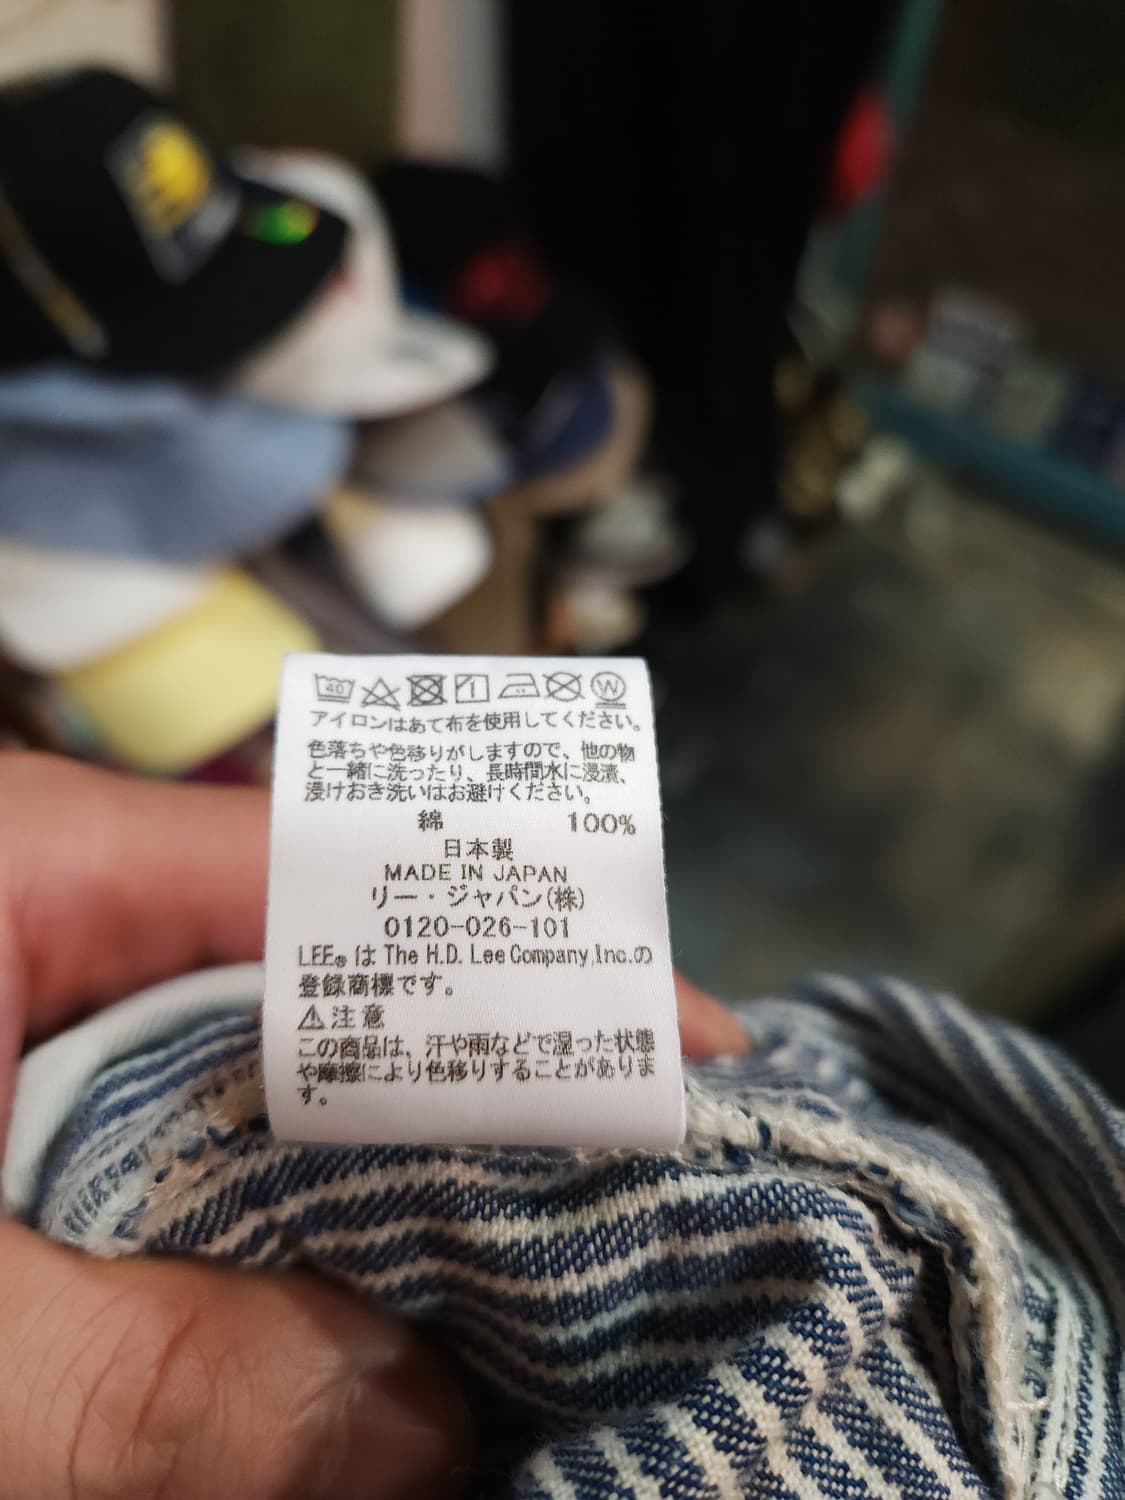 40
アイロンはあて布を使用してください。
色落ちや色移りがしますので、他の物
と一緒に洗ったり、長時間水に浸漬、
浸けおき洗いはお避けください。
綿 100%
日本製
MADE IN JAPAN
リー・ジャパン(株)
0120-026-101
LEE® は The H.D. Lee Company,Inc.の
登録商標です。
⚠注意
この商品は、汗や雨などで湿った状態
や摩擦により色移りすることがありま
す。